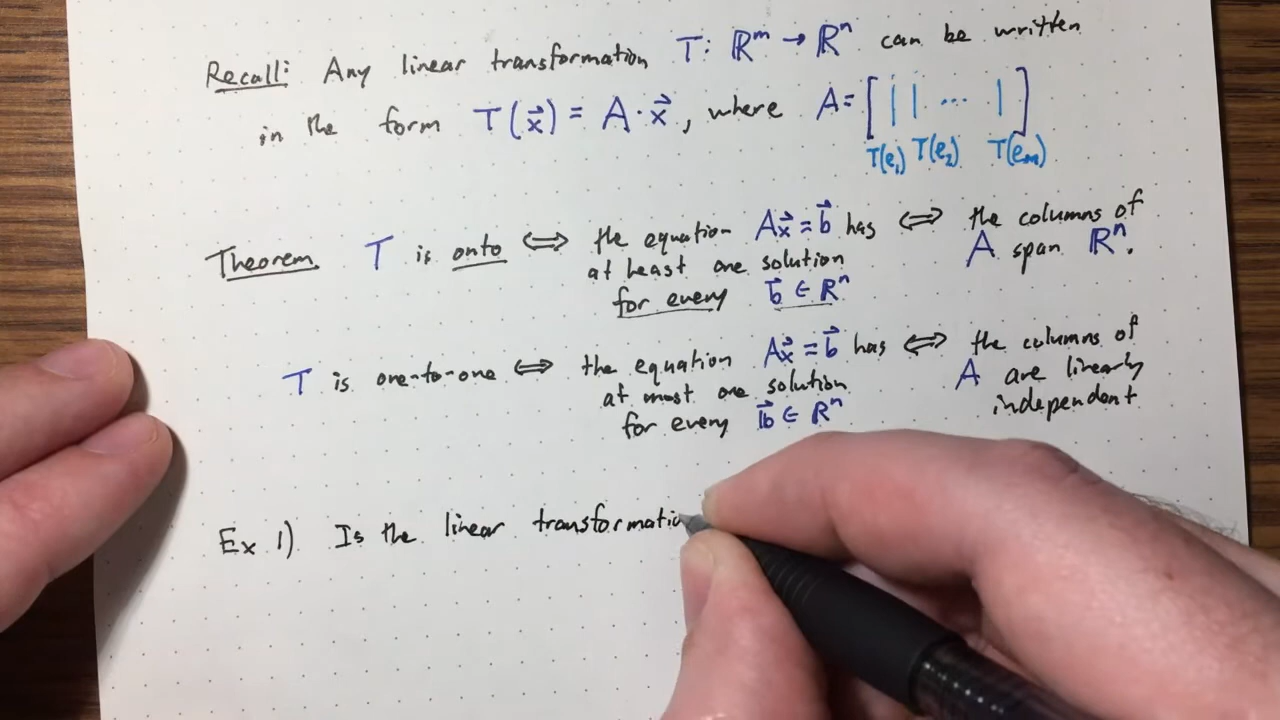 Recall: Any linear transformation T: ℝᵐ → ℝⁿ can be written
in the form T(x⃗) = A · x⃗, where A = [ | | ... | ]
T(e₁) T(e₂) T(eₘ)
Theorem T is onto ⟺ the equation Ax⃗ = b⃗ has ⟺ the columns of
at least one solution A span ℝⁿ.
for every b⃗ ∈ ℝⁿ
T is one-to-one ⟺ the equation Ax⃗ = b⃗ has ⟺ the columns of
at most one solution A are linearly
for every b⃗ ∈ ℝⁿ independent
Ex 1) Is the linear transformatio